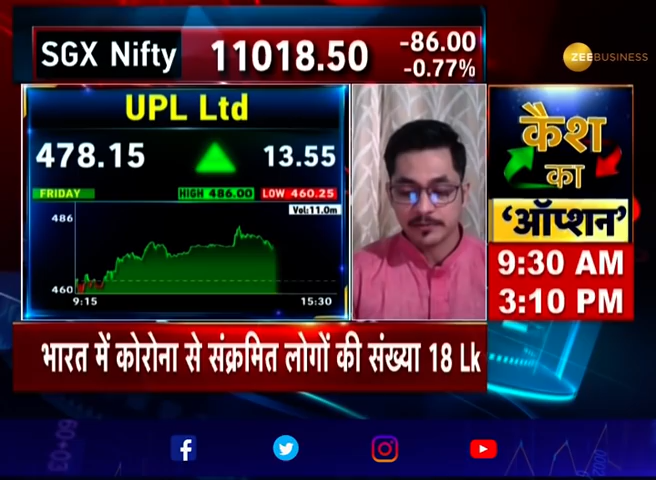 SGX Nifty
11018.50
-86.00
-0.77%
ZEE BUSINESS
UPL Ltd
478.15
13.55
FRIDAY
HIGH 486.00
LOW 460.25
Vol:11.0m
486
460
9:15
15:30
कैश
का
‘ऑप्शन’
9:30 AM
3:10 PM
भारत में कोरोना से संक्रमित लोगों की संख्या 18 Lk